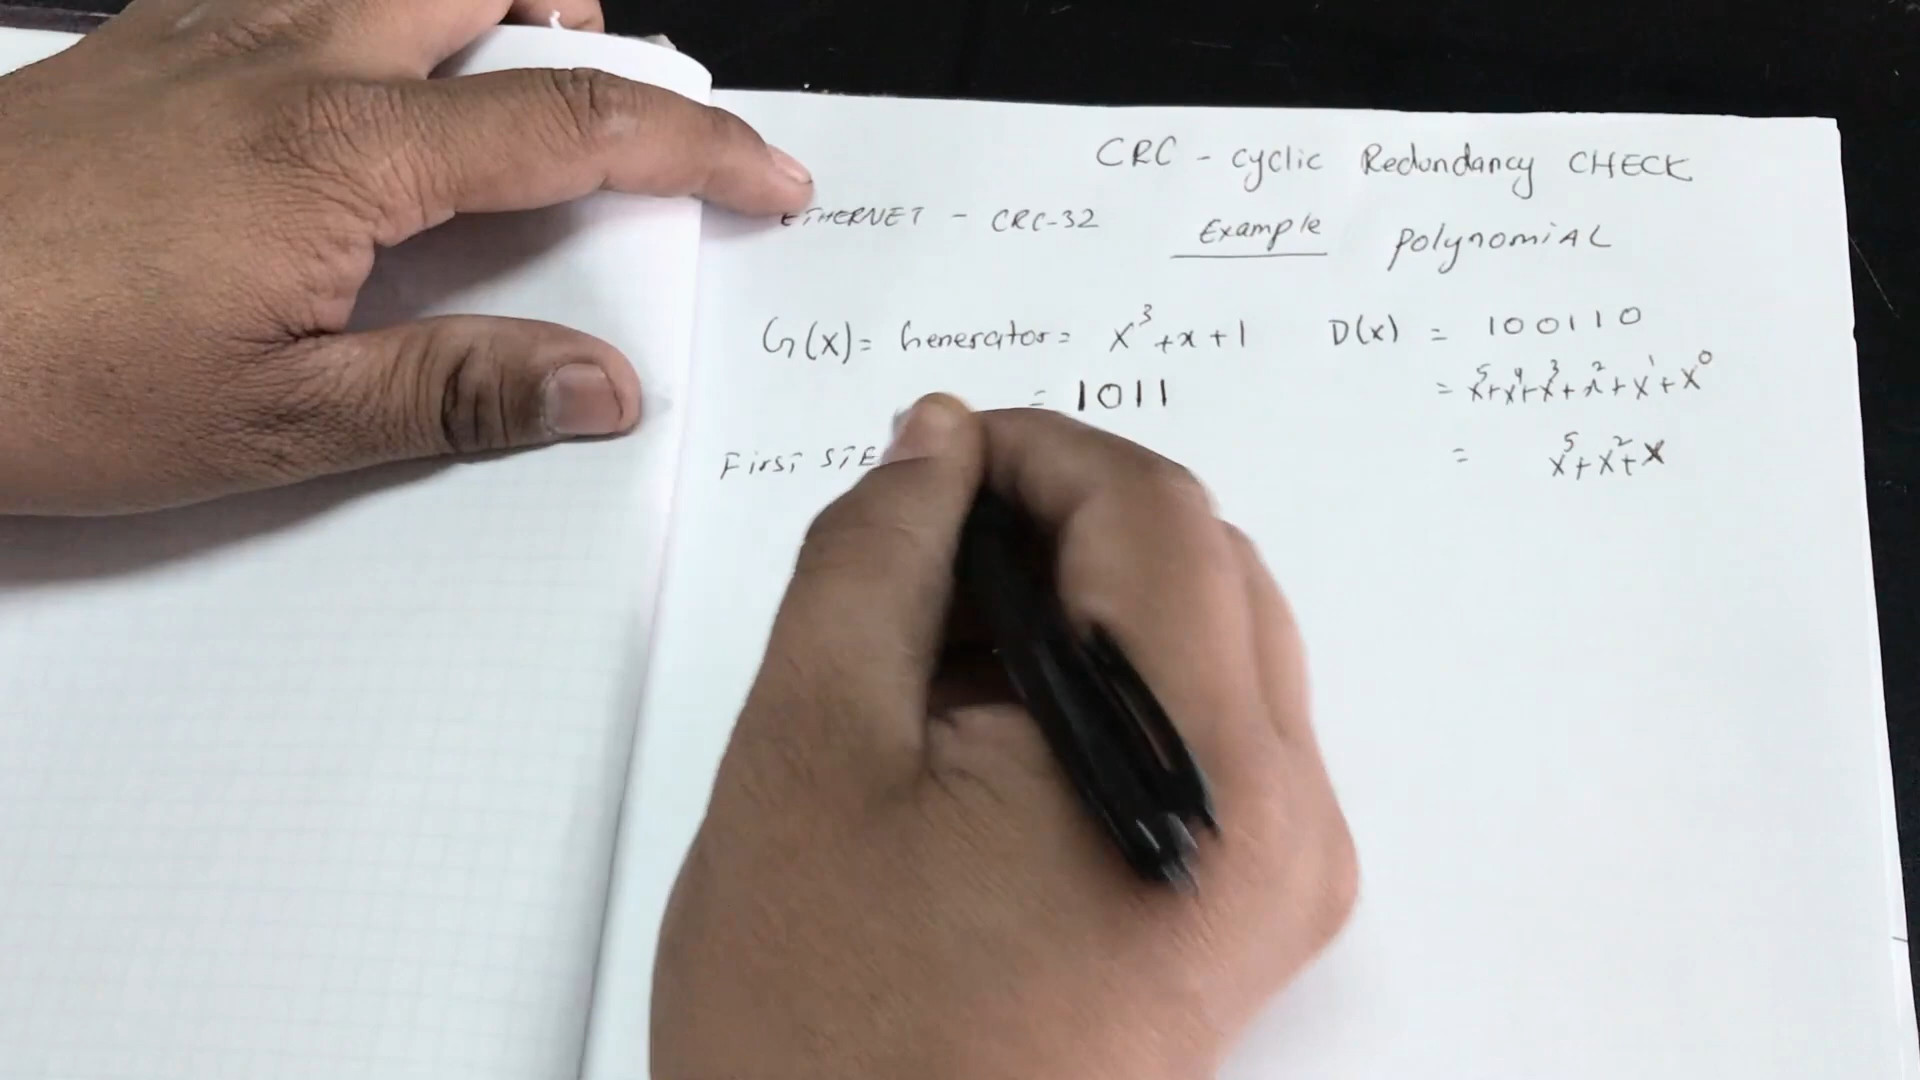 CRC - cyclic Redundancy CHECK
ETHERNET - CRC-32 Example polynomiAL
G(x) = Generator = x³+x+1 D(x) = 100110
= 1011 = x⁵+x⁴+x³+x²+x¹+x⁰
First STE = x⁵+x²+x